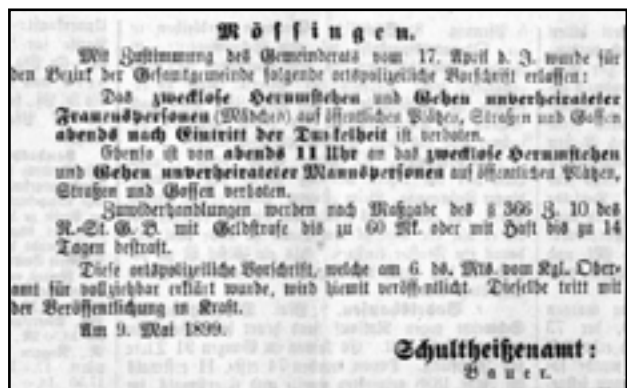 Mössingen.
Mit Zustimmung des Gemeinderats vom 17. April d. J. wurde für
den Bezirk der Gesamtgemeinde folgende ortspolizeiliche Vorschrift erlassen:
Das zwecklose Herumstehen und Gehen unverheirateter
Frauenspersonen (Mädchen) auf öffentlichen Plätzen, Straßen und Gassen
abends nach Eintritt der Dunkelheit ist verboten.
Ebenso ist von abends 11 Uhr an das zwecklose Herumstehen
und Gehen unverheirateter Mannspersonen auf öffentlichen Plätzen,
Straßen und Gassen verboten.
Zuwiderhandlungen werden nach Maßgabe des § 366 Z. 10 des
R.-St. G. B. mit Geldstrafe bis zu 60 Mk. oder mit Haft bis zu 14
Tagen bestraft.
Diese ortspolizeiliche Vorschrift, welche am 6. ds. Mts. vom Kgl. Ober-
amt für vollziehbar erklärt wurde, wird hiemit veröffentlicht. Dieselbe tritt mit
der Veröffentlichung in Kraft.
Am 9. Mai 1899.
Schultheißenamt:
Bauer.